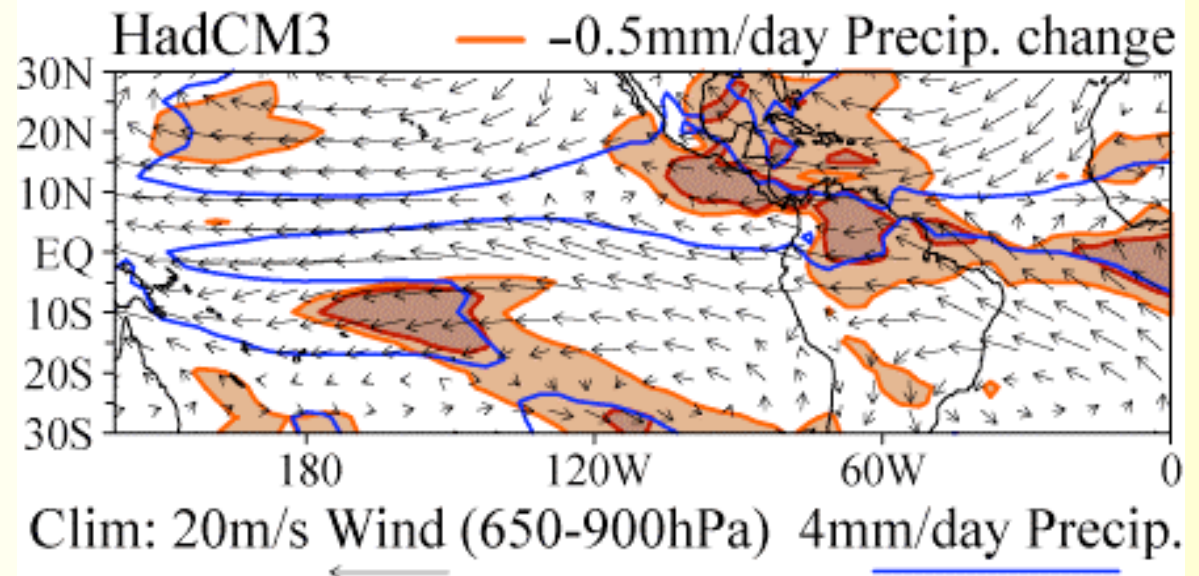 HadCM3 −0.5mm/day Precip. change
30N
20N
10N
EQ
10S
20S
30S
180 120W 60W 0
Clim: 20m/s Wind (650-900hPa) 4mm/day Precip.